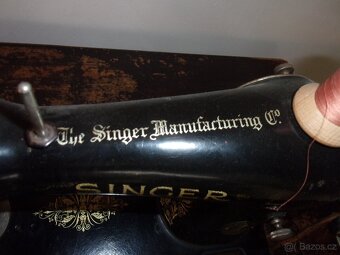 The Singer Manufacturing Co.
SINGER
Bazos.cz